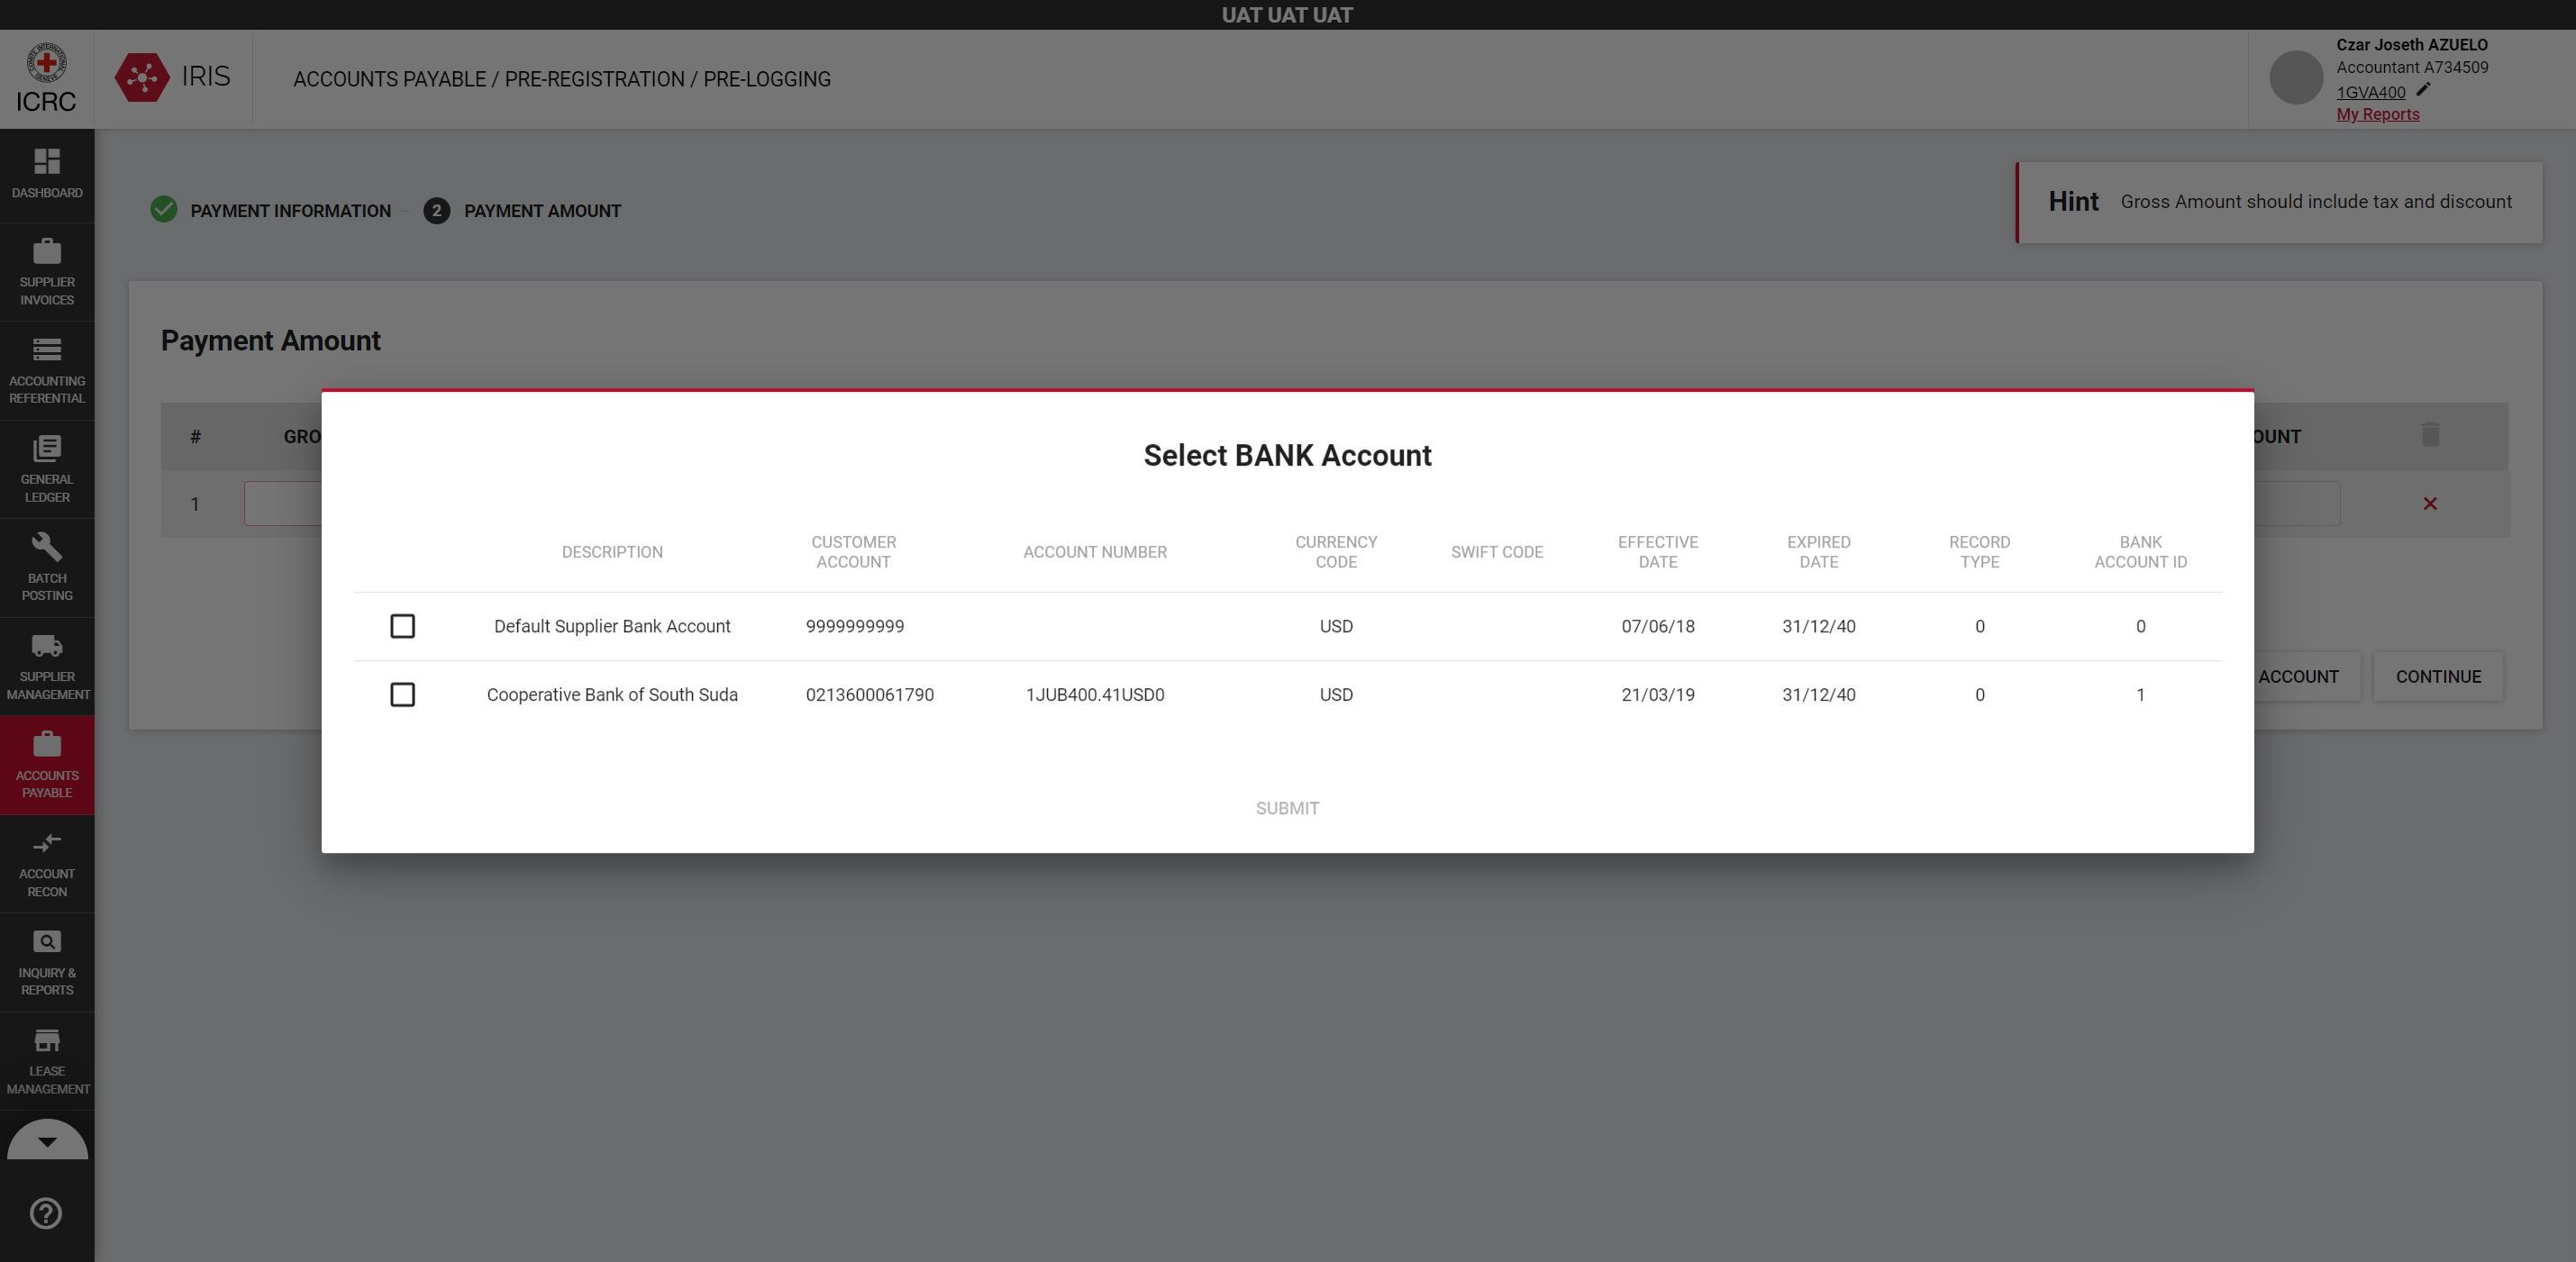 UAT UAT UAT
ICRC
IRIS
ACCOUNTS PAYABLE / PRE-REGISTRATION / PRE-LOGGING
Czar Joseth AZUELO
Accountant A734509
1GVA400
My Reports
DASHBOARD
SUPPLIER
INVOICES
ACCOUNTING
REFERENTIAL
GENERAL
LEDGER
BATCH
POSTING
SUPPLIER
MANAGEMENT
ACCOUNTS
PAYABLE
ACCOUNT
RECON
INQUIRY &
REPORTS
LEASE
MANAGEMENT
PAYMENT INFORMATION
2 PAYMENT AMOUNT
Hint Gross Amount should include tax and discount
Payment Amount
# GRO OUNT
1
Select BANK Account
DESCRIPTION CUSTOMER ACCOUNT ACCOUNT NUMBER CURRENCY CODE SWIFT CODE EFFECTIVE DATE EXPIRED DATE RECORD TYPE BANK ACCOUNT ID
Default Supplier Bank Account 9999999999 USD 07/06/18 31/12/40 0 0
Cooperative Bank of South Suda 0213600061790 1JUB400.41USD0 USD 21/03/19 31/12/40 0 1
SUBMIT
ACCOUNT CONTINUE